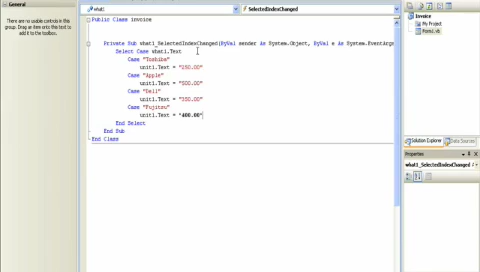 General
There are no usable controls in this
group. Drag an item onto this text to
add it to the toolbox.
what1
SelectedIndexChanged
Public Class invoice
Private Sub what1_SelectedIndexChanged(ByVal sender As System.Object, ByVal e As System.EventArgs
Select Case what1.Text
Case "Toshiba"
unit1.Text = "250.00"
Case "Apple"
unit1.Text = "500.00"
Case "Dell"
unit1.Text = "350.00"
Case "Fujitsu"
unit1.Text = "400.00"
End Select
End Sub
End Class
invoice
My Project
Form1.vb
Solution Explorer
Data Sources
Properties
what1_SelectedIndexChanged